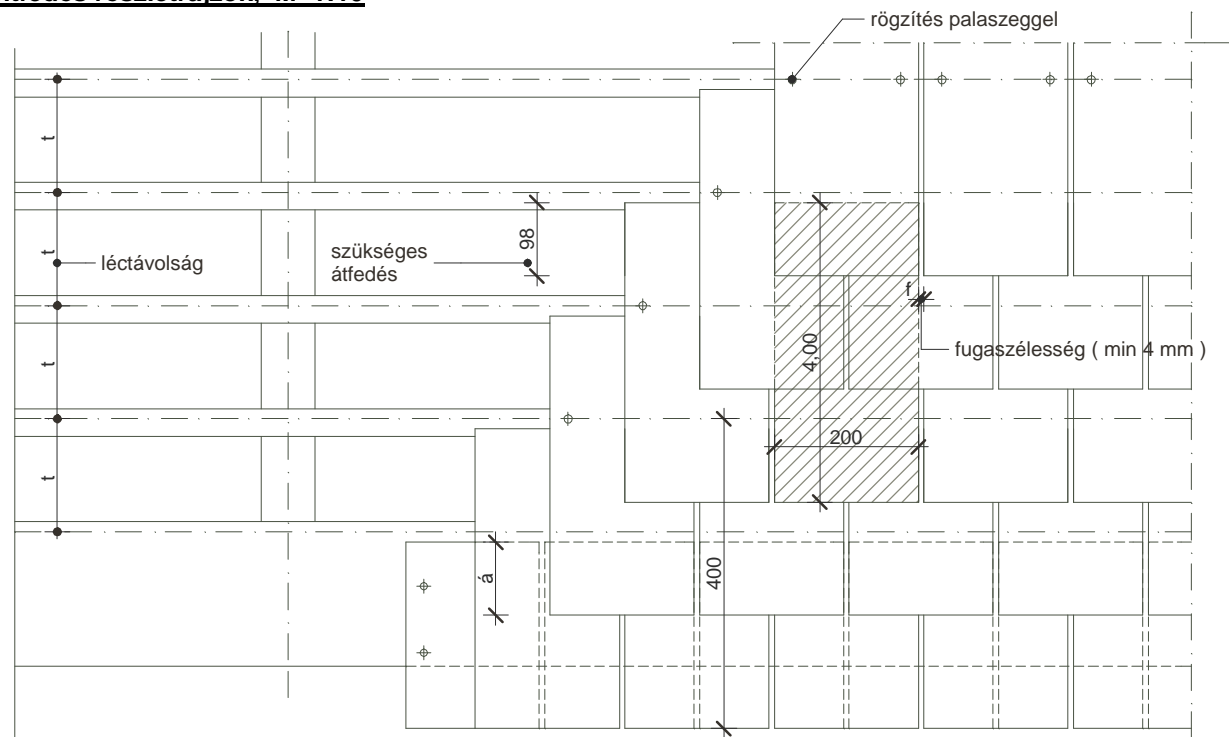 rögzítés palaszeggel
t
t
98
szükséges
átfedés
léctávolság
f
4,00
fugaszélesség ( min 4 mm )
t
200
t
á
400